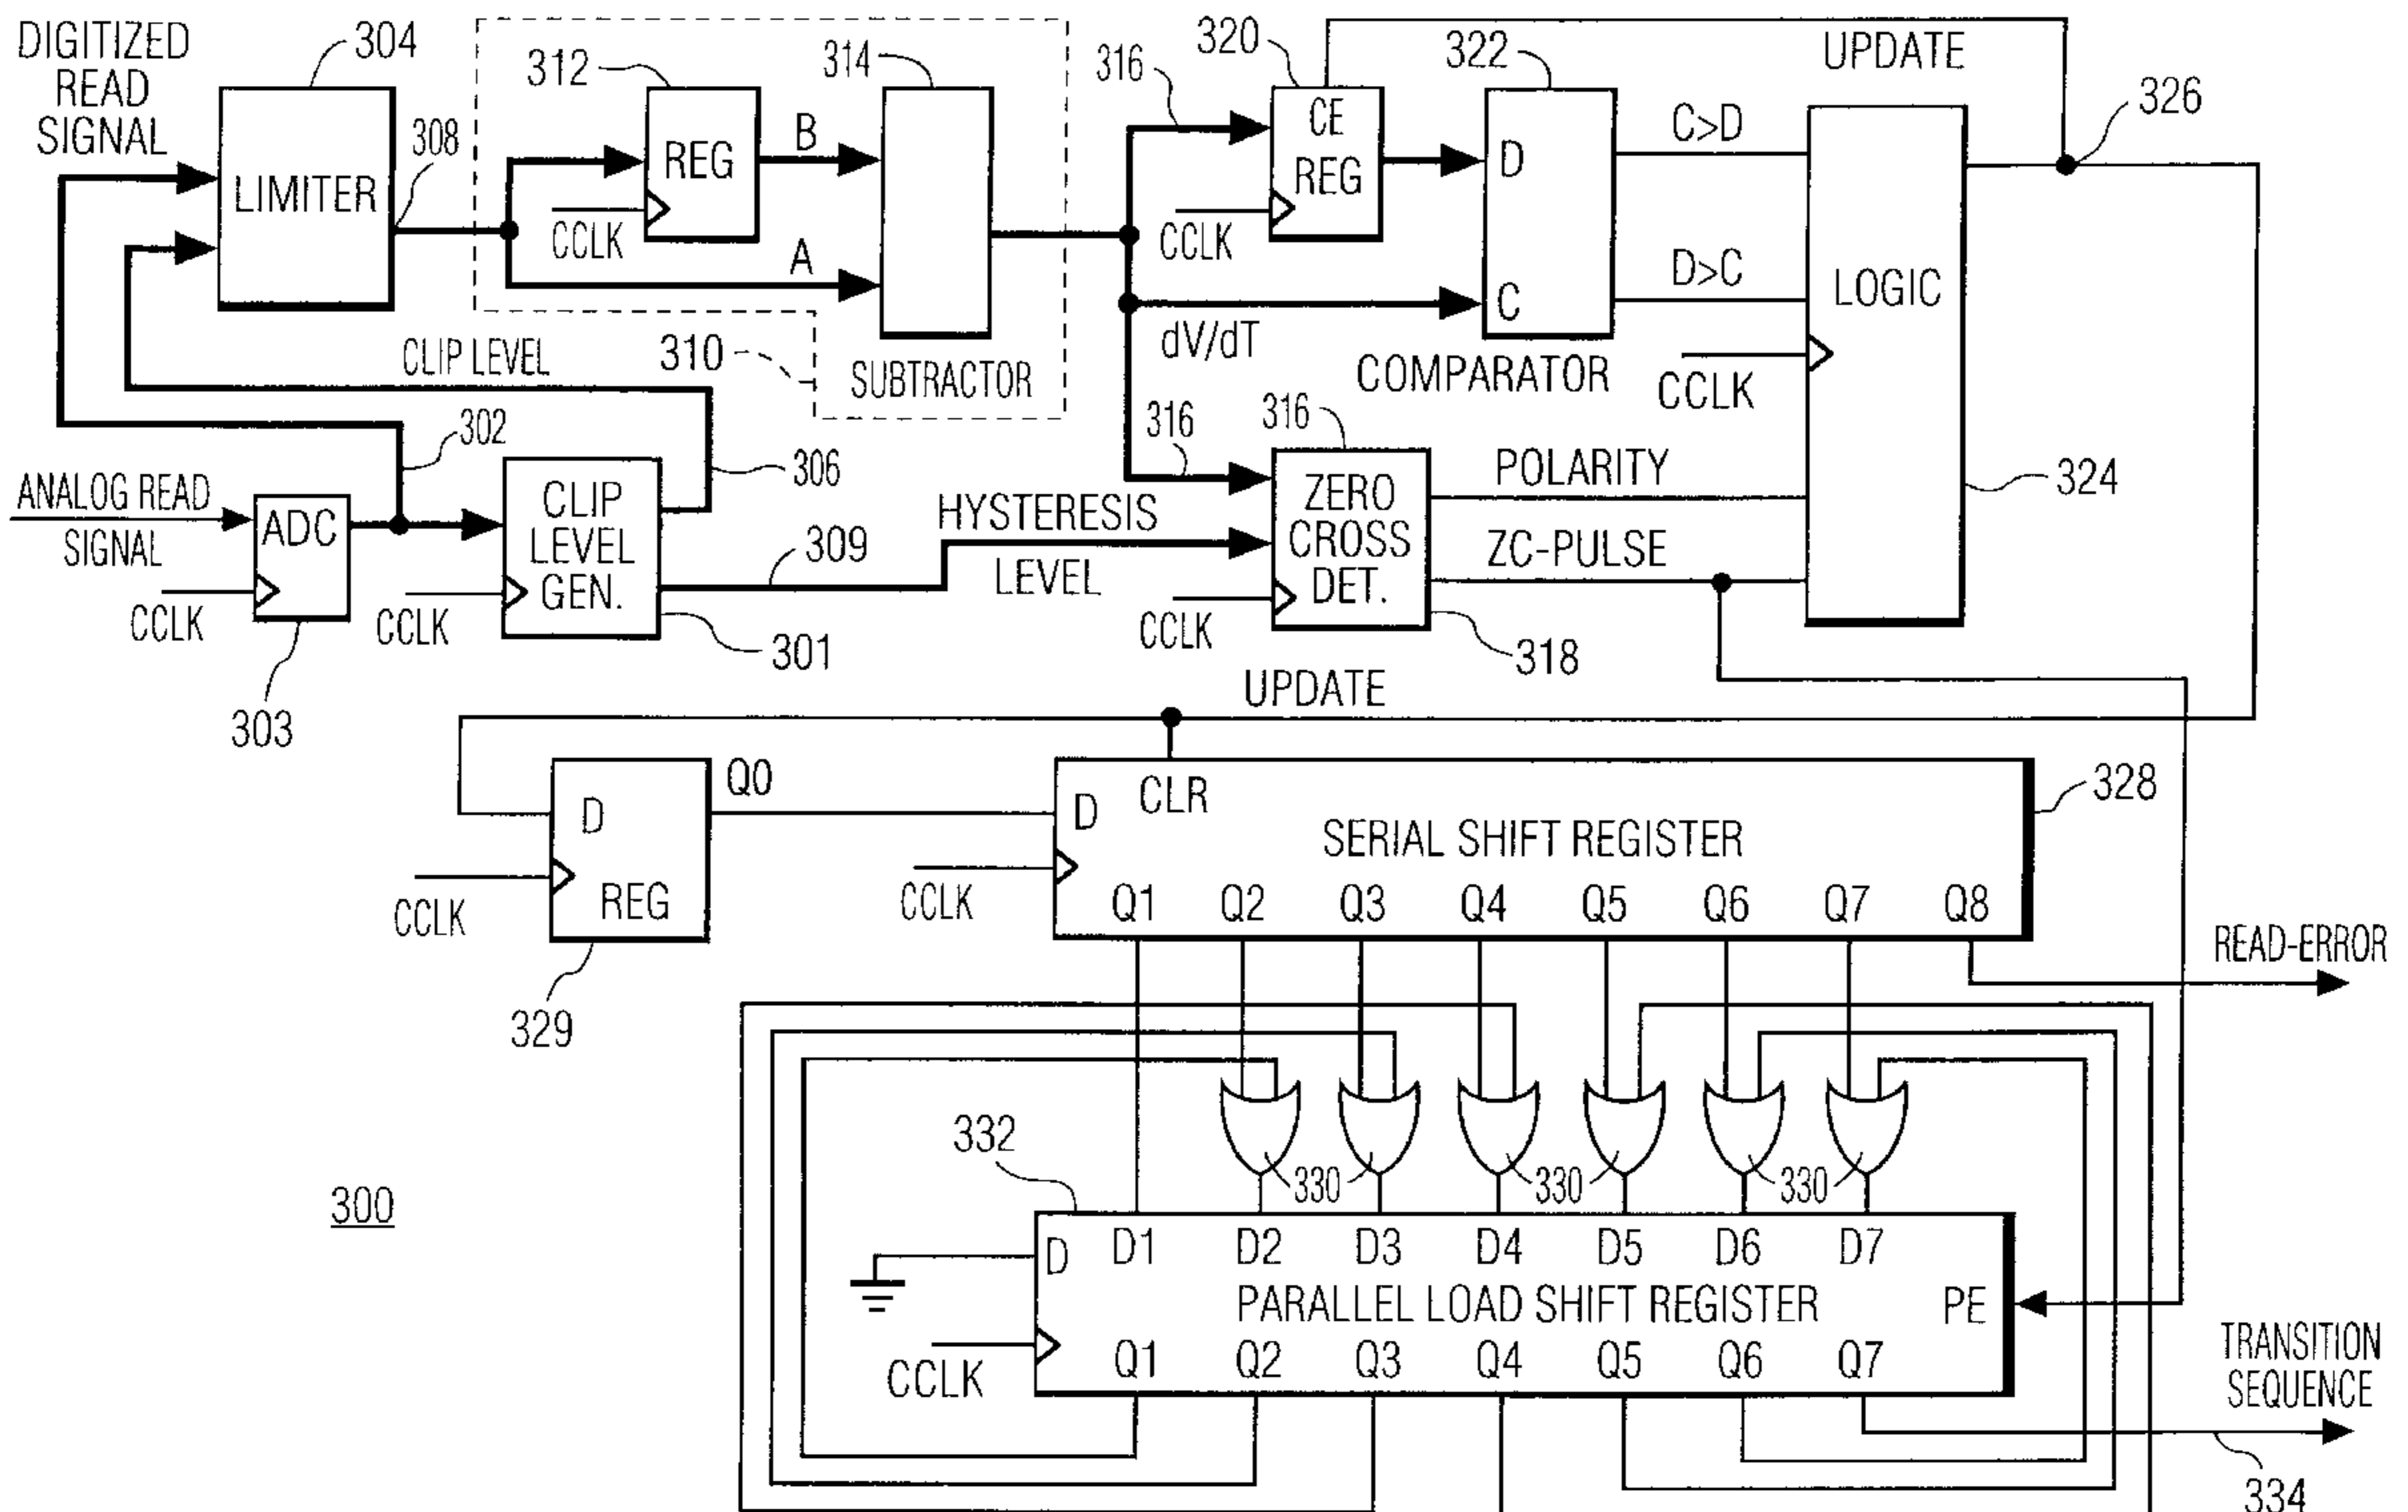 DIGITIZED
READ
SIGNAL
304
LIMITER
308
312
REG
CCLK
B
A
314
SUBTRACTOR
310
CLIP LEVEL
302
306
ANALOG READ
SIGNAL
ADC
CCLK
303
CLIP
LEVEL
GEN.
CCLK
301
309
HYSTERESIS
LEVEL
316
320
CE
REG
CCLK
322
D
C
dV/dT
COMPARATOR
C>D
D>C
UPDATE
326
LOGIC
CCLK
324
316
316
ZERO
CROSS
DET.
CCLK
318
POLARITY
ZC-PULSE
UPDATE
D
REG
Q0
CCLK
329
D
CLR
SERIAL SHIFT REGISTER
328
CCLK
Q1 Q2 Q3 Q4 Q5 Q6 Q7 Q8
READ-ERROR
330 330 330
332
D
D1 D2 D3 D4 D5 D6 D7
PARALLEL LOAD SHIFT REGISTER
PE
CCLK
Q1 Q2 Q3 Q4 Q5 Q6 Q7
TRANSITION
SEQUENCE
334
300